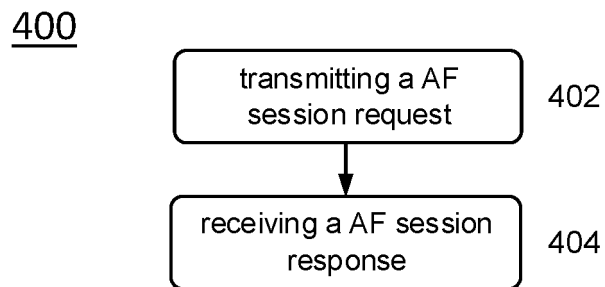 400
transmitting a AF
session request
402
receiving a AF session
response
404